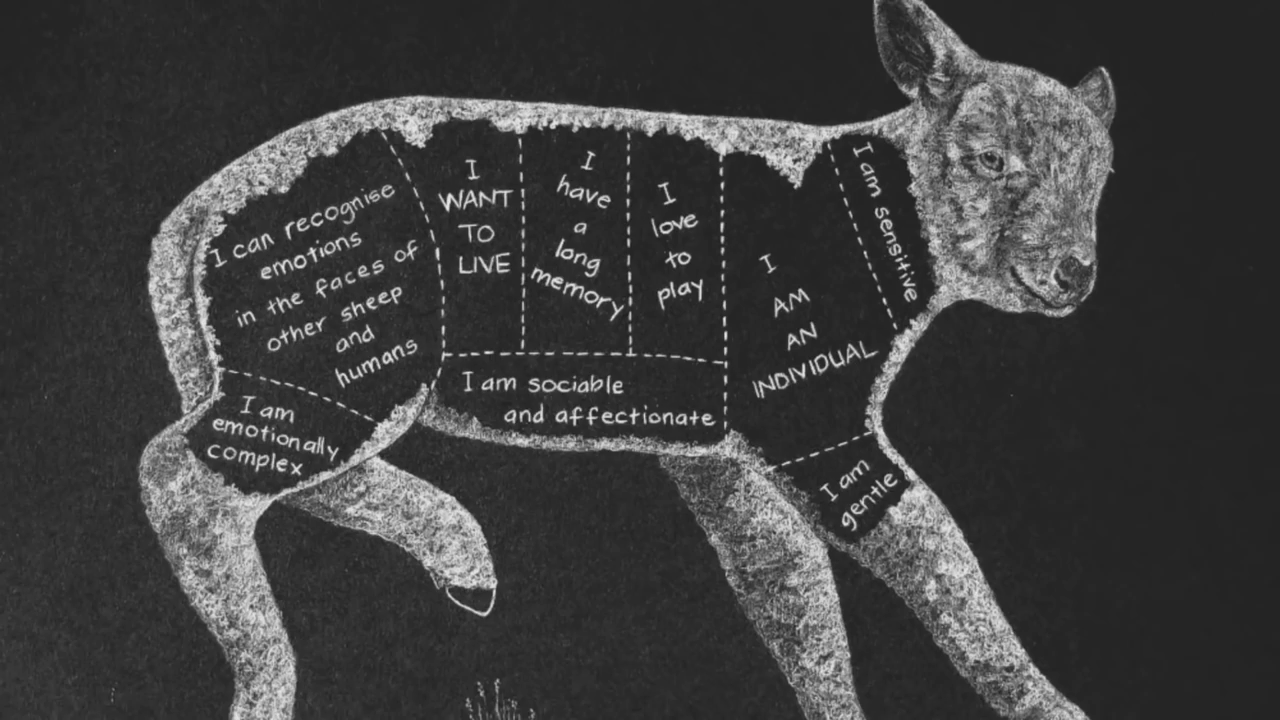 I can recognise
emotions
in the faces of
other sheep
and
humans
I
WANT
TO
LIVE
I
have
a
long
memory
I
love
to
play
I
AM
AN
INDIVIDUAL
I am sensitive
I am sociable
and affectionate
I am
emotionally
complex
I am
gentle